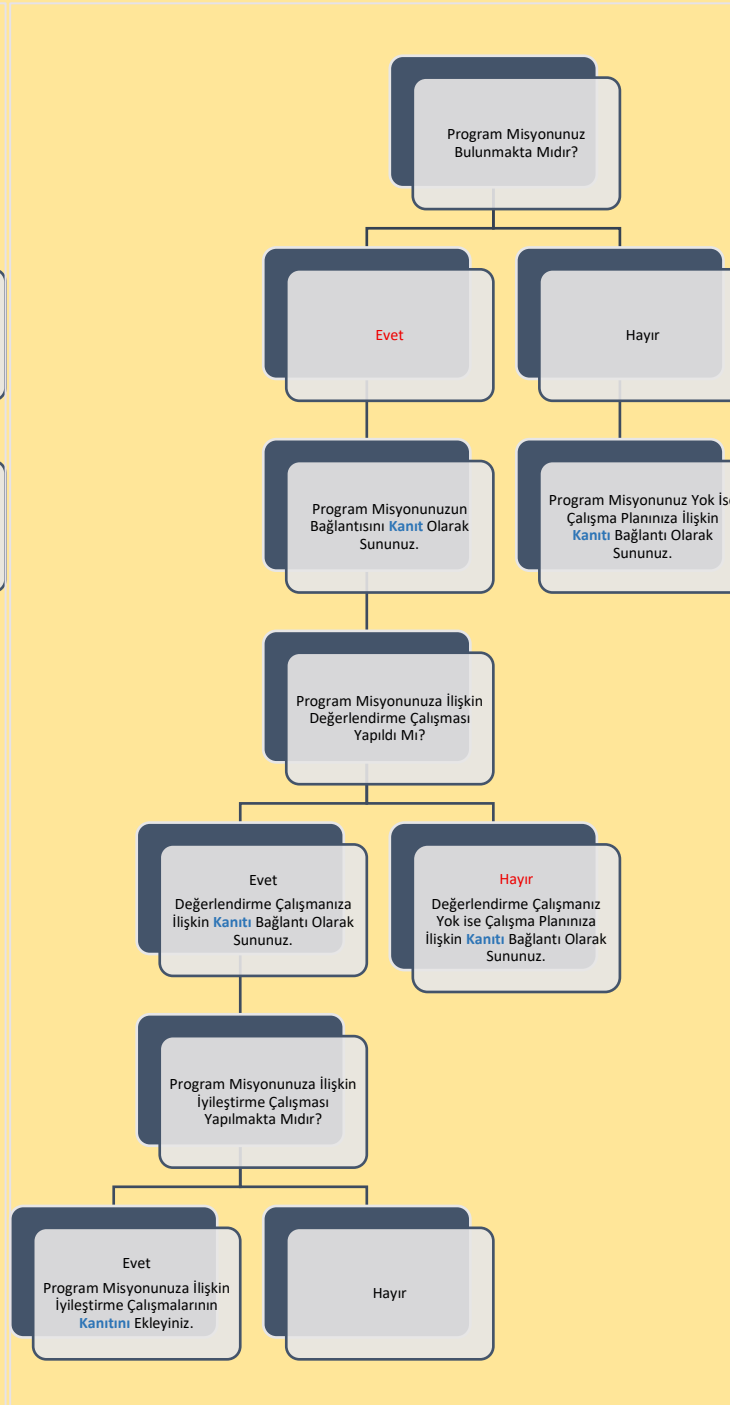 Program Misyonunuz
Bulunmakta Mıdır?
Evet
Hayır
Program Misyonunuzun
Bağlantısını Kanıt Olarak
Sununuz.
Program Misyonunuz Yok İse
Çalışma Planınıza İlişkin
Kanıtı Bağlantı Olarak
Sununuz.
Program Misyonunuza İlişkin
Değerlendirme Çalışması
Yapıldı Mı?
Evet
Değerlendirme Çalışmanıza
İlişkin Kanıtı Bağlantı Olarak
Sununuz.
Hayır
Değerlendirme Çalışmanız
Yok ise Çalışma Planınıza
İlişkin Kanıtı Bağlantı Olarak
Sununuz.
Program Misyonunuza İlişkin
İyileştirme Çalışması
Yapılmakta Mıdır?
Evet
Program Misyonunuza İlişkin
İyileştirme Çalışmalarının
Kanıtını Ekleyiniz.
Hayır